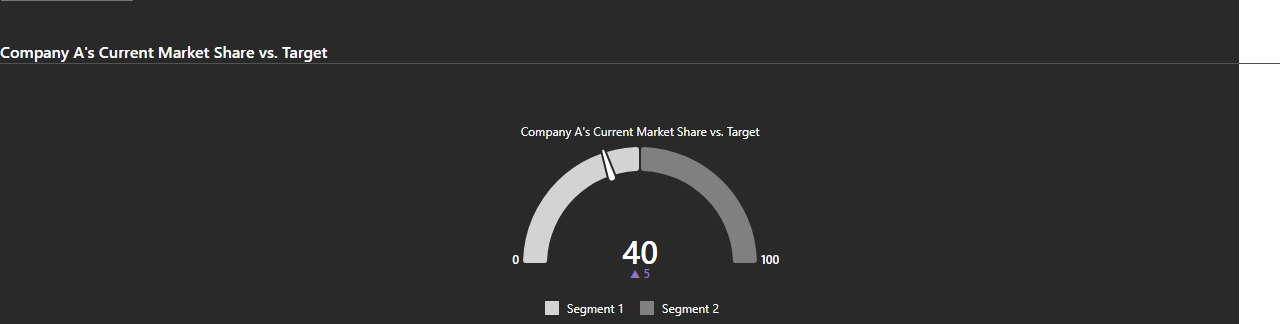 Company A's Current Market Share vs. Target
Company A's Current Market Share vs. Target
40
▲ 5
0
100
Segment 1
Segment 2